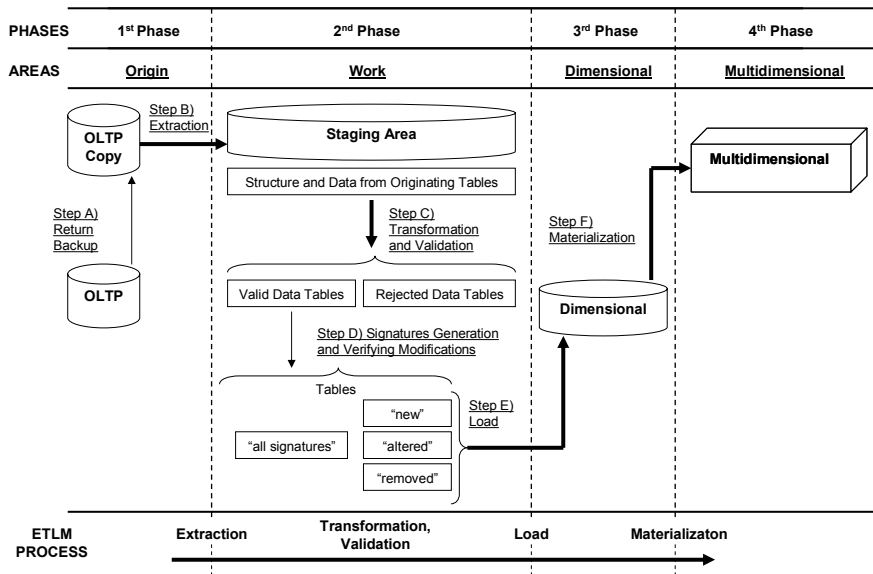 PHASES
1st Phase
2nd Phase
3rd Phase
4th Phase
AREAS
Origin
Work
Dimensional
Multidimensional
OLTP
Copy
Step B)
Extraction
Staging Area
Multidimensional
Structure and Data from Originating Tables
Step A)
Return
Backup
Step C)
Transformation
and Validation
Step F)
Materialization
OLTP
Valid Data Tables
Rejected Data Tables
Dimensional
Step D) Signatures Generation
and Verifying Modifications
Tables
"new"
"all signatures"
"altered"
"removed"
Step E)
Load
ETLM
PROCESS
Extraction
Transformation,
Validation
Load
Materializaton